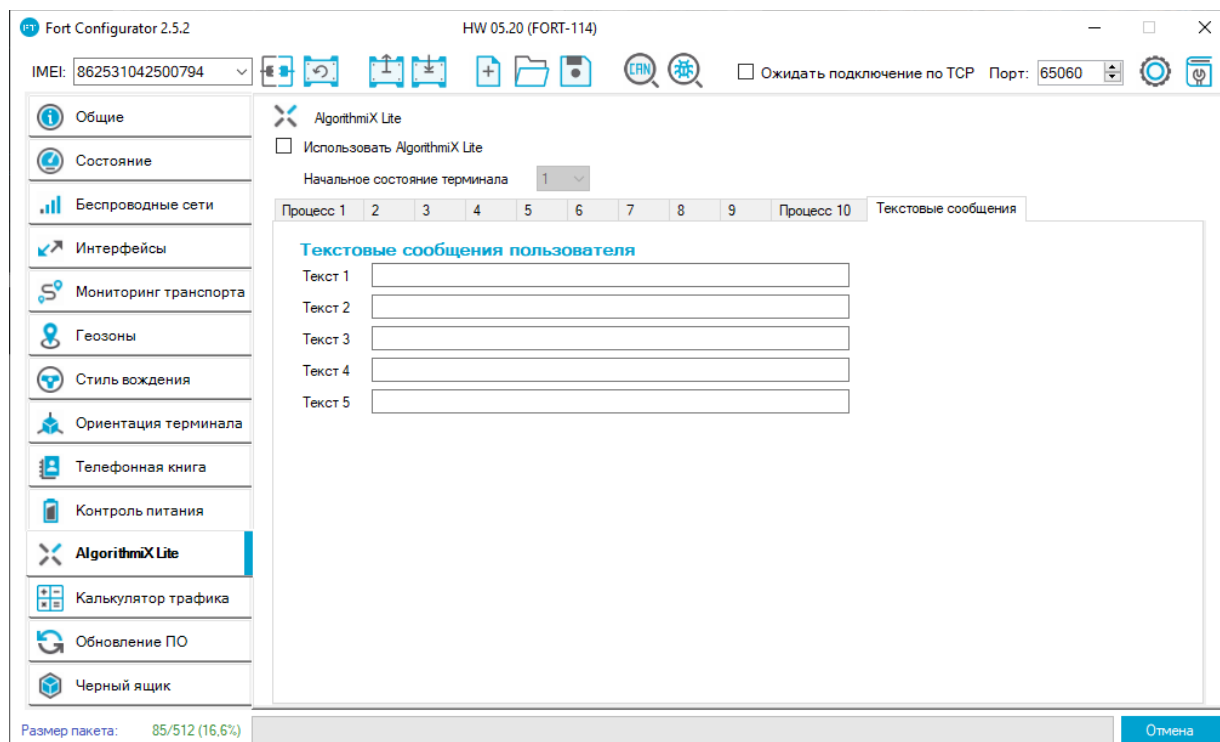 Fort Configurator 2.5.2 HW 05.20 (FORT-114)
IMEI: 862531042500794 CAN Ожидать подключение по TCP Порт: 65060
Общие
Состояние
Беспроводные сети
Интерфейсы
Мониторинг транспорта
Геозоны
Стиль вождения
Ориентация терминала
Телефонная книга
Контроль питания
AlgorithmiX Lite
Калькулятор трафика
Обновление ПО
Черный ящик
AlgorithmiX Lite
Использовать AlgorithmiX Lite
Начальное состояние терминала 1
Процесс 1 2 3 4 5 6 7 8 9 Процесс 10 Текстовые сообщения
Текстовые сообщения пользователя
Текст 1
Текст 2
Текст 3
Текст 4
Текст 5
Размер пакета: 85/512 (16,6%) Отмена